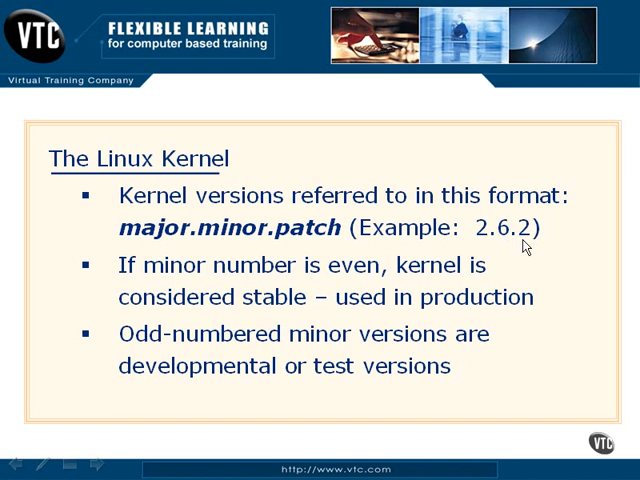 VTC
FLEXIBLE LEARNING
for computer based training
Virtual Training Company
The Linux Kernel
▪ Kernel versions referred to in this format:
major.minor.patch (Example: 2.6.2)
▪ If minor number is even, kernel is
considered stable – used in production
▪ Odd-numbered minor versions are
developmental or test versions
VTC
http://www.vtc.com